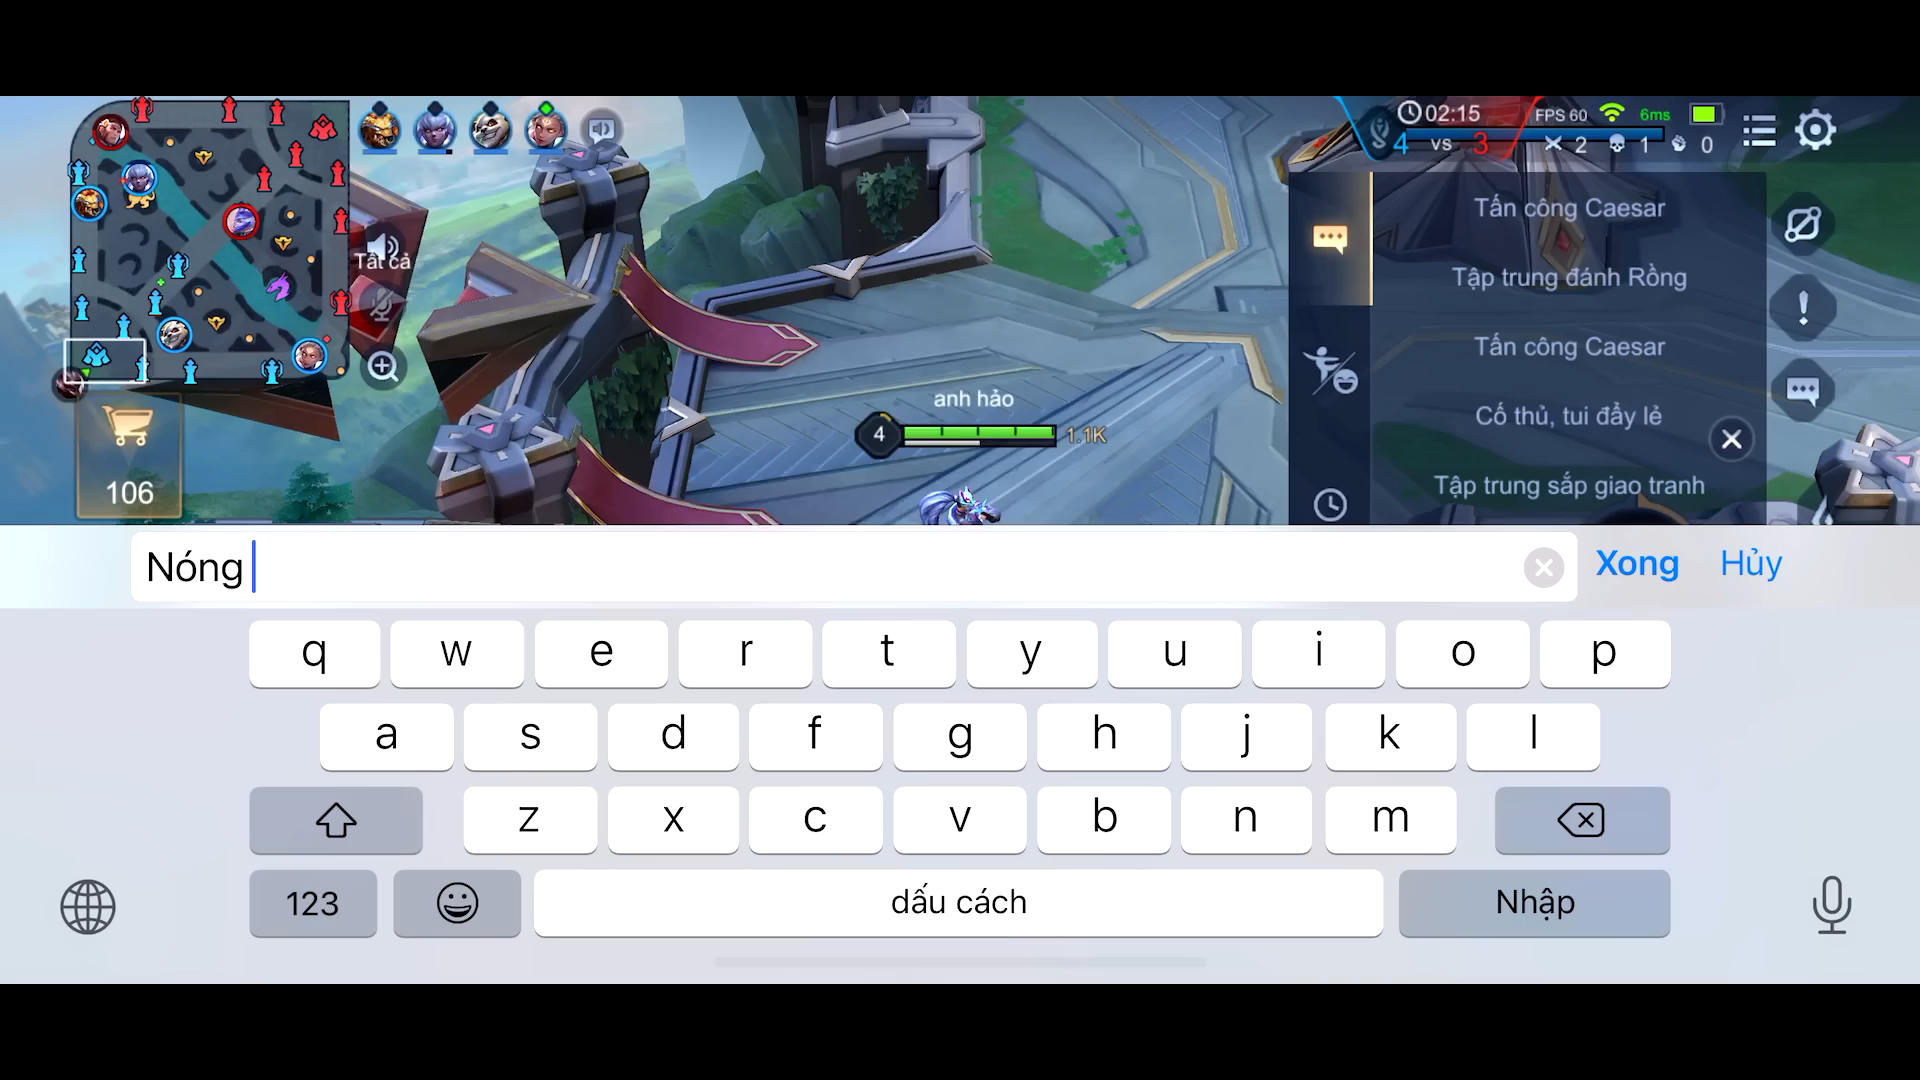 02:15
FPS 60
6ms
4 vs 3
2
1
0
Tất cả
Tấn công Caesar
Tập trung đánh Rồng
Tấn công Caesar
Cố thủ, tui đẩy lẻ
Tập trung sắp giao tranh
anh hảo
4
1.1K
106
Nóng
Xong
Hủy
q w e r t y u i o p
a s d f g h j k l
z x c v b n m
123
dấu cách
Nhập